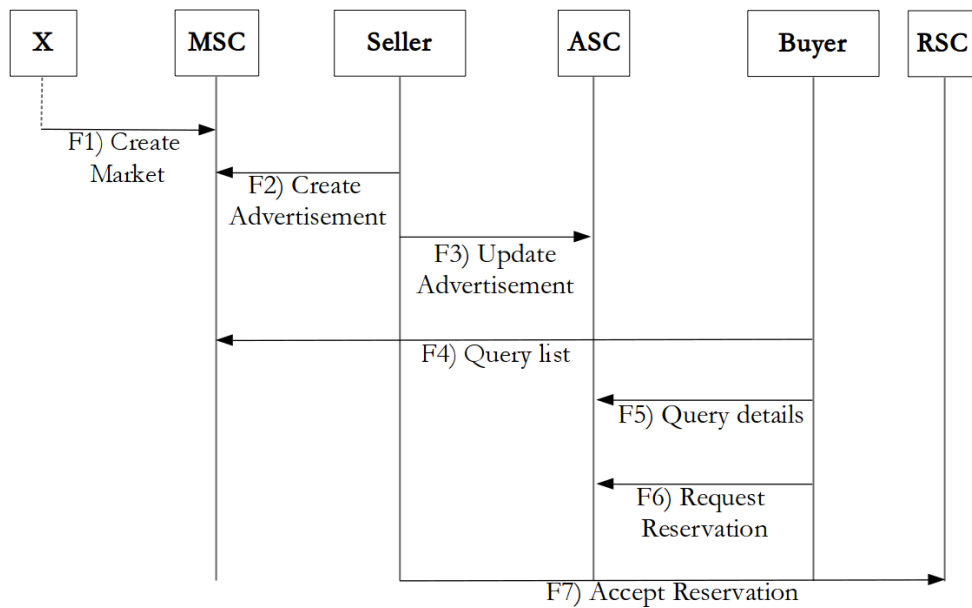 X
MSC
Seller
ASC
Buyer
RSC
F1) Create
Market
F2) Create
Advertisement
F3) Update
Advertisement
F4) Query list
F5) Query details
F6) Request
Reservation
F7) Accept Reservation